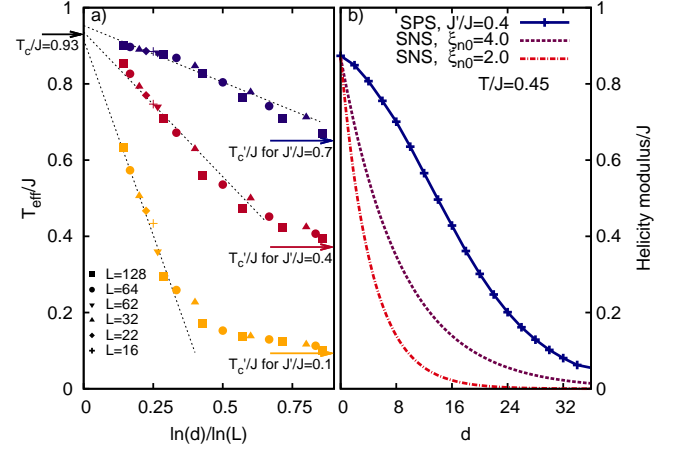 a)
T_c/J=0.93
T_eff/J
1
0.8
0.6
0.4
0.2
0
T_c'/J for J'/J=0.7
T_c'/J for J'/J=0.4
T_c'/J for J'/J=0.1
L=128
L=64
L=62
L=32
L=22
L=16
0 0.25 0.50 0.75
ln(d)/ln(L)
b)
SPS, J'/J=0.4
SNS, ξ_n0=4.0
SNS, ξ_n0=2.0
T/J=0.45
1
0.8
0.6
0.4
0.2
0
Helicity modulus/J
0 8 16 24 32
d